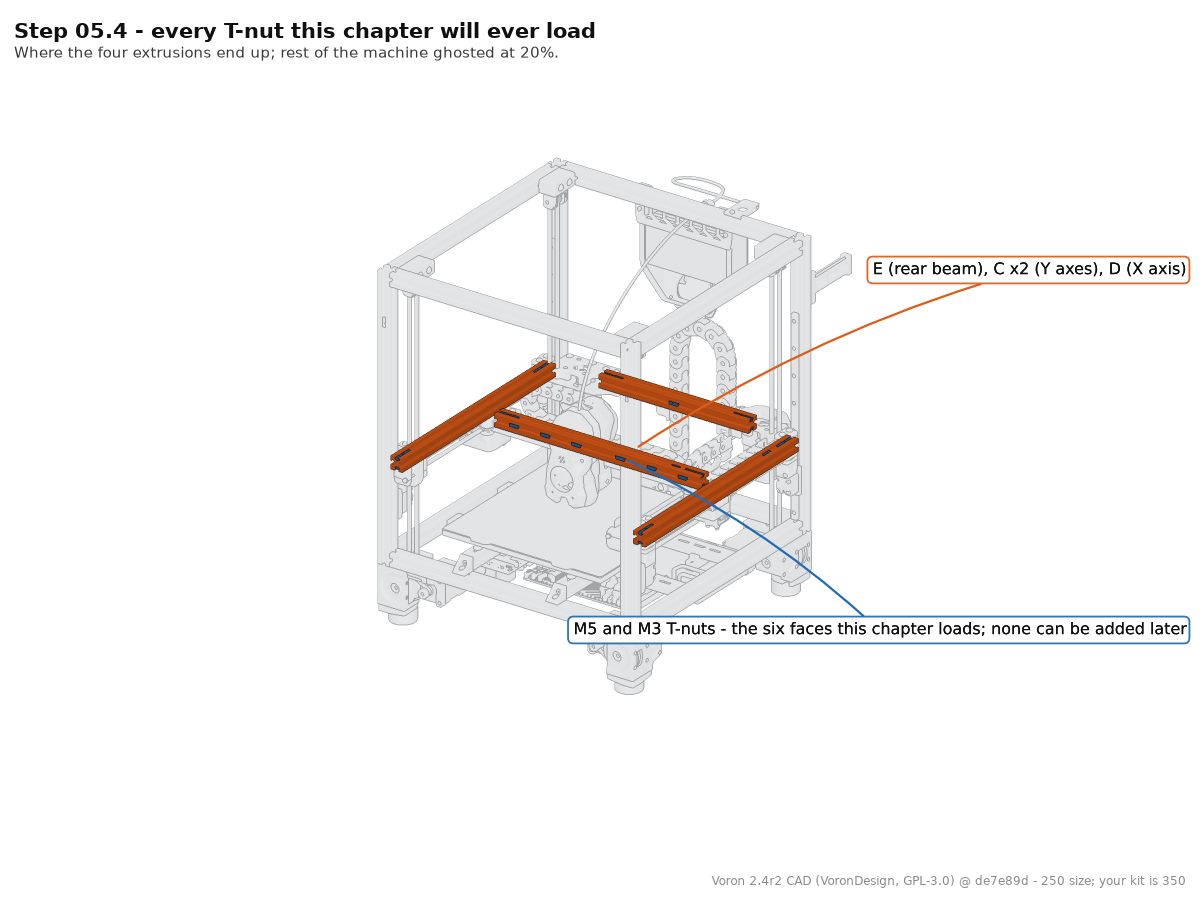 Step 05.4 - every T-nut this chapter will ever load
Where the four extrusions end up; rest of the machine ghosted at 20%.
E (rear beam), C x2 (Y axes), D (X axis)
M5 and M3 T-nuts - the six faces this chapter loads; none can be added later
Voron 2.4r2 CAD (VoronDesign, GPL-3.0) @ de7e89d - 250 size; your kit is 350